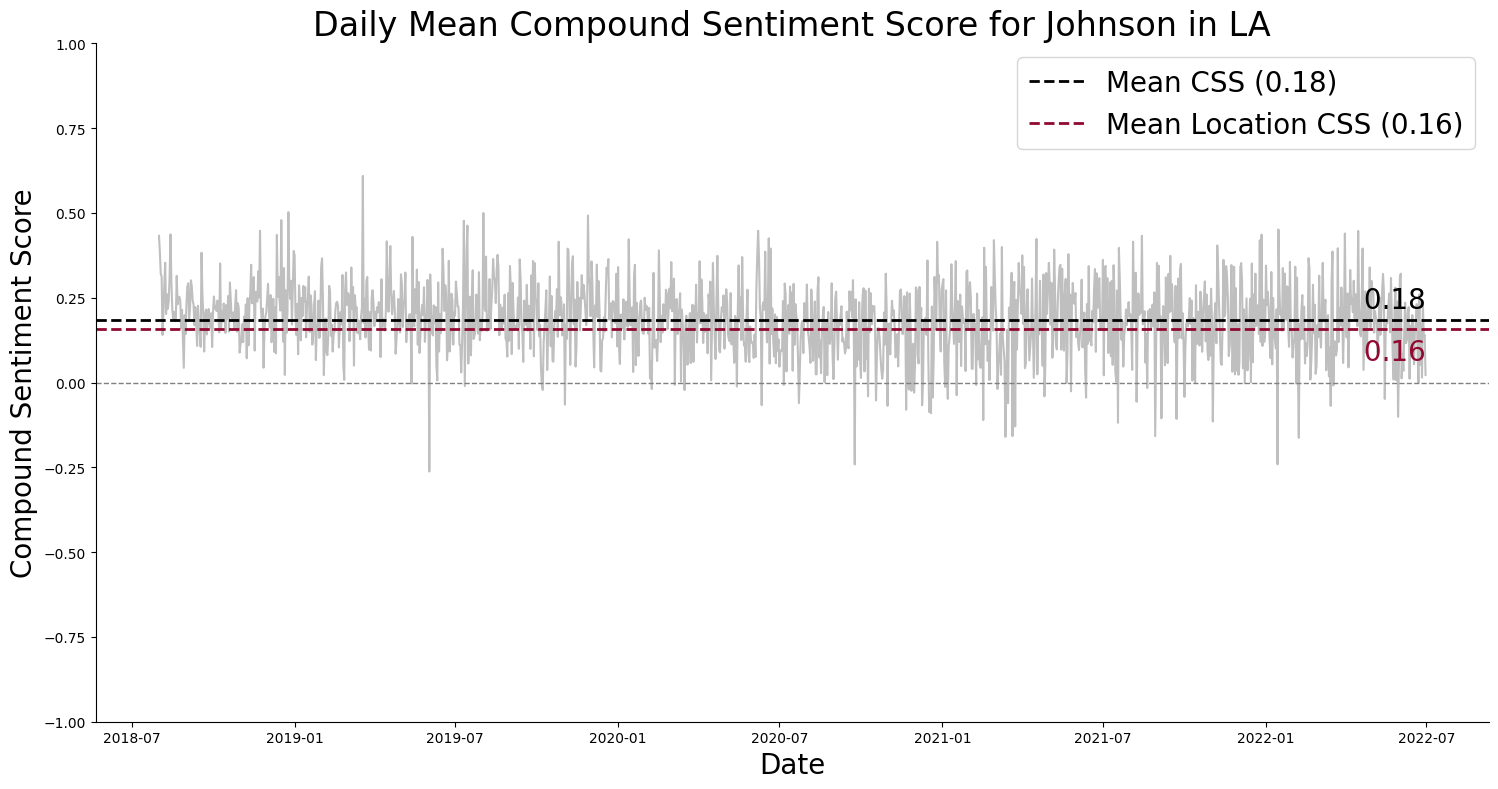 Daily Mean Compound Sentiment Score for Johnson in LA
1.00
Mean CSS (0.18)
Mean Location CSS (0.16)
0.75
0.50
0.25
0.18
0.16
0.00
−0.25
−0.50
−0.75
−1.00
Compound Sentiment Score
2018-07 2019-01 2019-07 2020-01 2020-07 2021-01 2021-07 2022-01 2022-07
Date